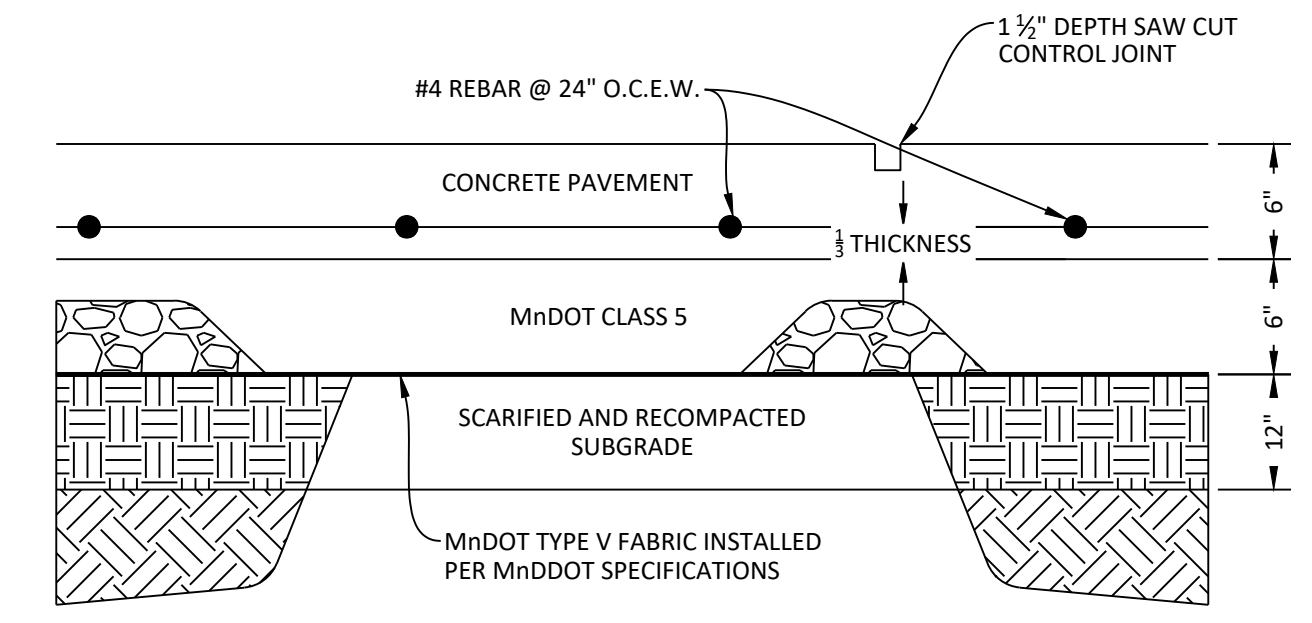 1 ½" DEPTH SAW CUT
CONTROL JOINT
#4 REBAR @ 24" O.C.E.W.
CONCRETE PAVEMENT
6"
⅓ THICKNESS
MnDOT CLASS 5
6"
SCARIFIED AND RECOMPACTED
SUBGRADE
12"
MnDOT TYPE V FABRIC INSTALLED
PER MnDDOT SPECIFICATIONS